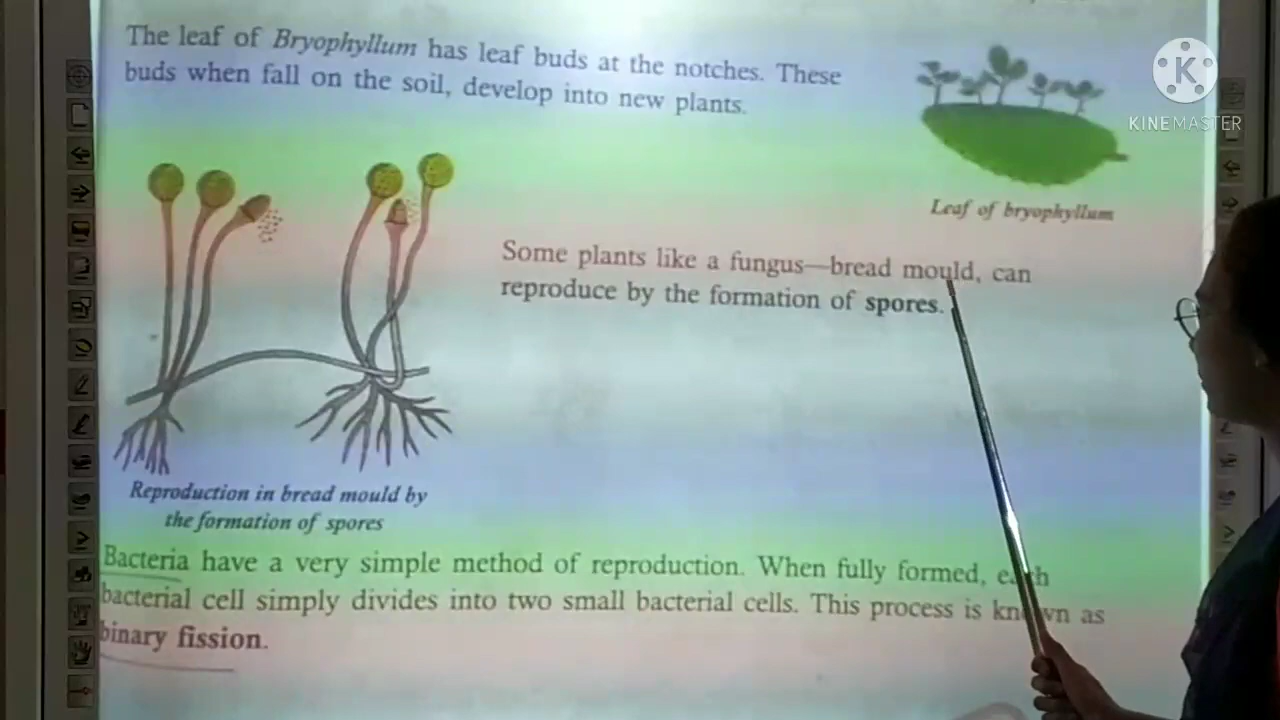 The leaf of Bryophyllum has leaf buds at the notches. These
buds when fall on the soil, develop into new plants.
K
KINEMASTER
Leaf of bryophyllum
Some plants like a fungus—bread mould, can
reproduce by the formation of spores.
Reproduction in bread mould by
the formation of spores
Bacteria have a very simple method of reproduction. When fully formed, each
bacterial cell simply divides into two small bacterial cells. This process is known as
binary fission.